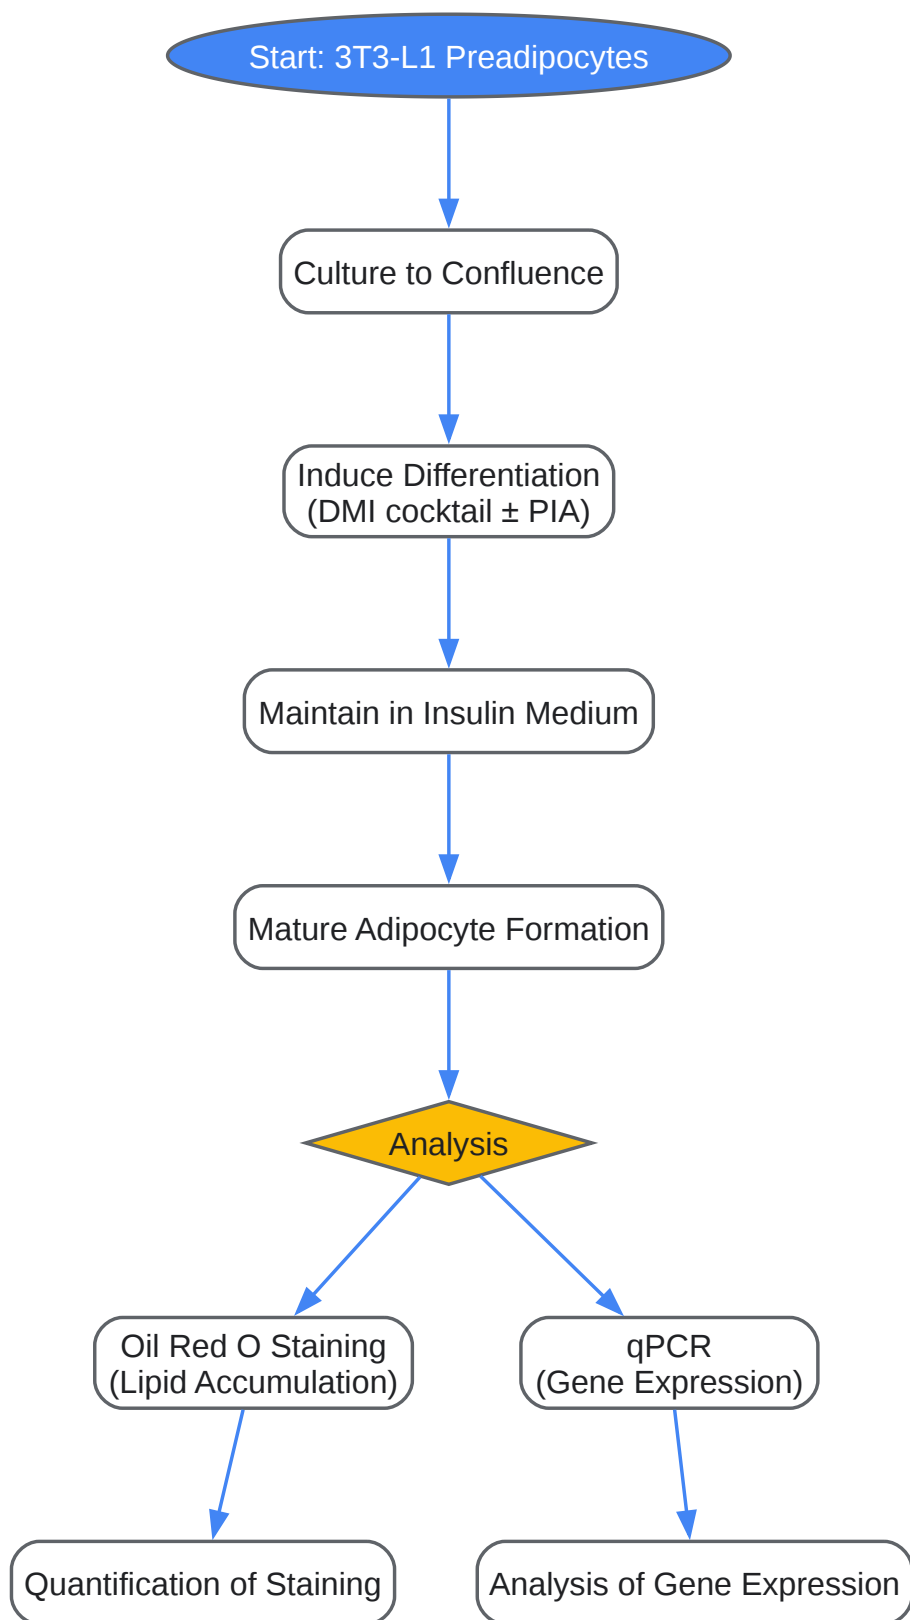 Start: 3T3-L1 Preadipocytes
Culture to Confluence
Induce Differentiation
(DMI cocktail ± PIA)
Maintain in Insulin Medium
Mature Adipocyte Formation
Analysis
Oil Red O Staining
(Lipid Accumulation)
qPCR
(Gene Expression)
Quantification of Staining
Analysis of Gene Expression